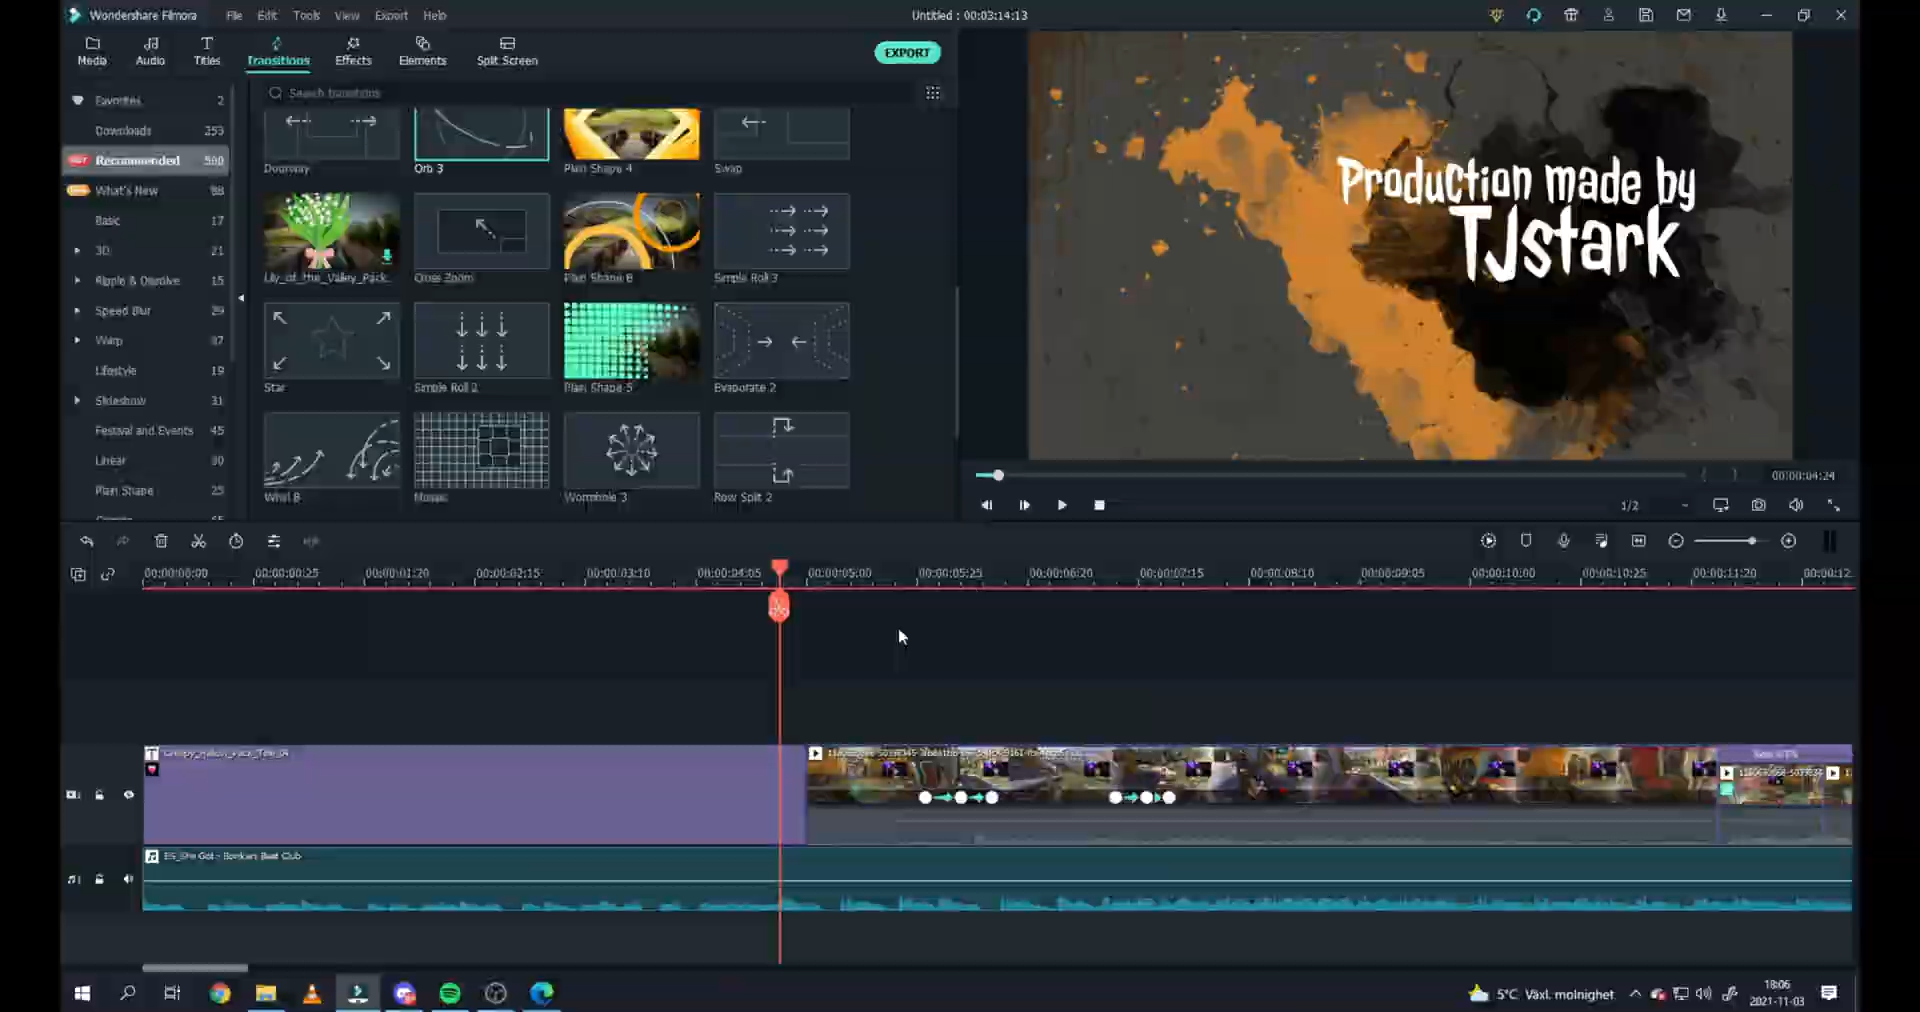 Wondershare Filmora File Edit Tools View Export Help Untitled : 00:03:14:13
Media Audio Titles Transitions Effects Elements Split Screen EXPORT
Search transitions
Favorites 2
Downloads 253
Recommended
What's New 88
Basic 17
3D 21
Ripple & Dissolve 15
Speed Blur 29
Warp
Lifestyle 19
Slideshow 31
Festival and Events 45
Linear
Plain Shape 25
Doorway Orb 3 Plain Shape 4 Swap
Lily_of_the_Valley_Pack... Cross Zoom Plain Shape Simple Roll 3
Star Simple Roll 2 Plain Shape 5 Evaporate 2
Whirl Mosaic Wormhole 3 Row Split 2
Production made by
TJstark
00:00:04:24
1/2
00:00:00:00 00:00:00:25 00:00:01:20 00:00:02:15 00:00:03:10 00:00:04:05 00:00:05:00 00:00:05:25 00:00:06:20 00:00:07:15 00:00:08:10 00:00:09:05 00:00:10:00 00:00:10:25 00:00:11:20 00:00:12
Bonkers Beat Club
5°C Växl. molnighet 18:06
2021-11-03